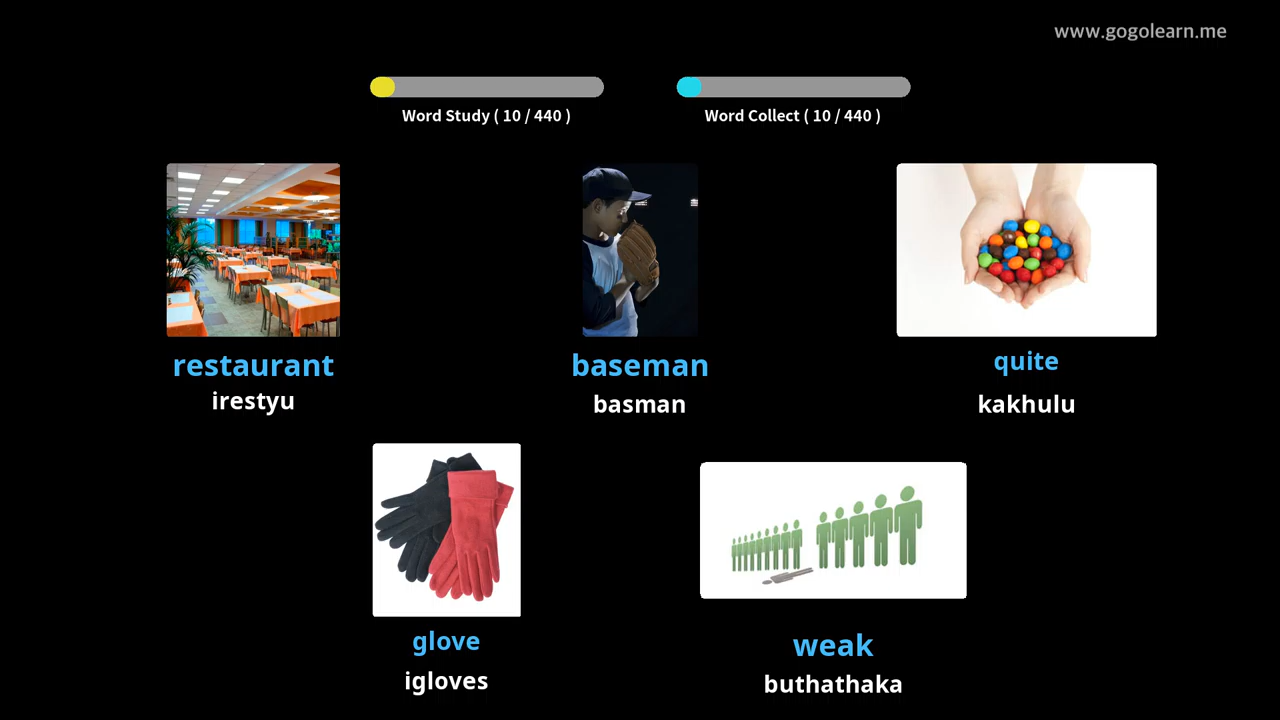 www.gogolearn.me
Word Study ( 10 / 440 )
Word Collect ( 10 / 440 )
restaurant
irestyu
baseman
basman
quite
kakhulu
glove
igloves
weak
buthathaka